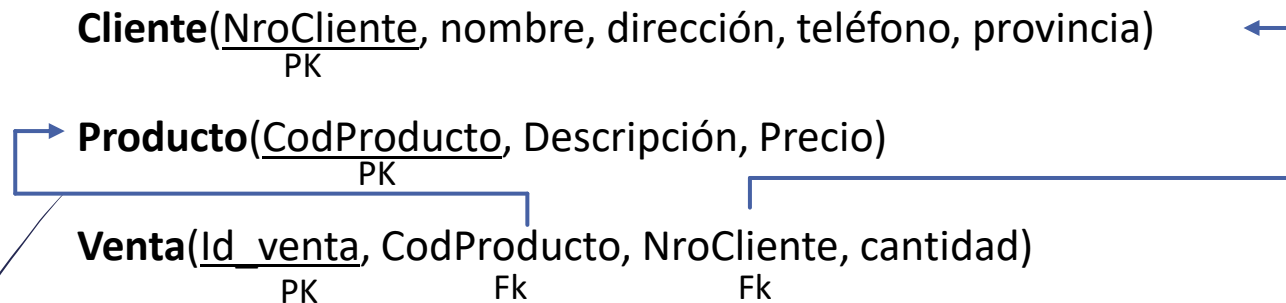 Cliente(NroCliente, nombre, dirección, teléfono, provincia)
PK
Producto(CodProducto, Descripción, Precio)
PK
Venta(Id_venta, CodProducto, NroCliente, cantidad)
PK Fk Fk